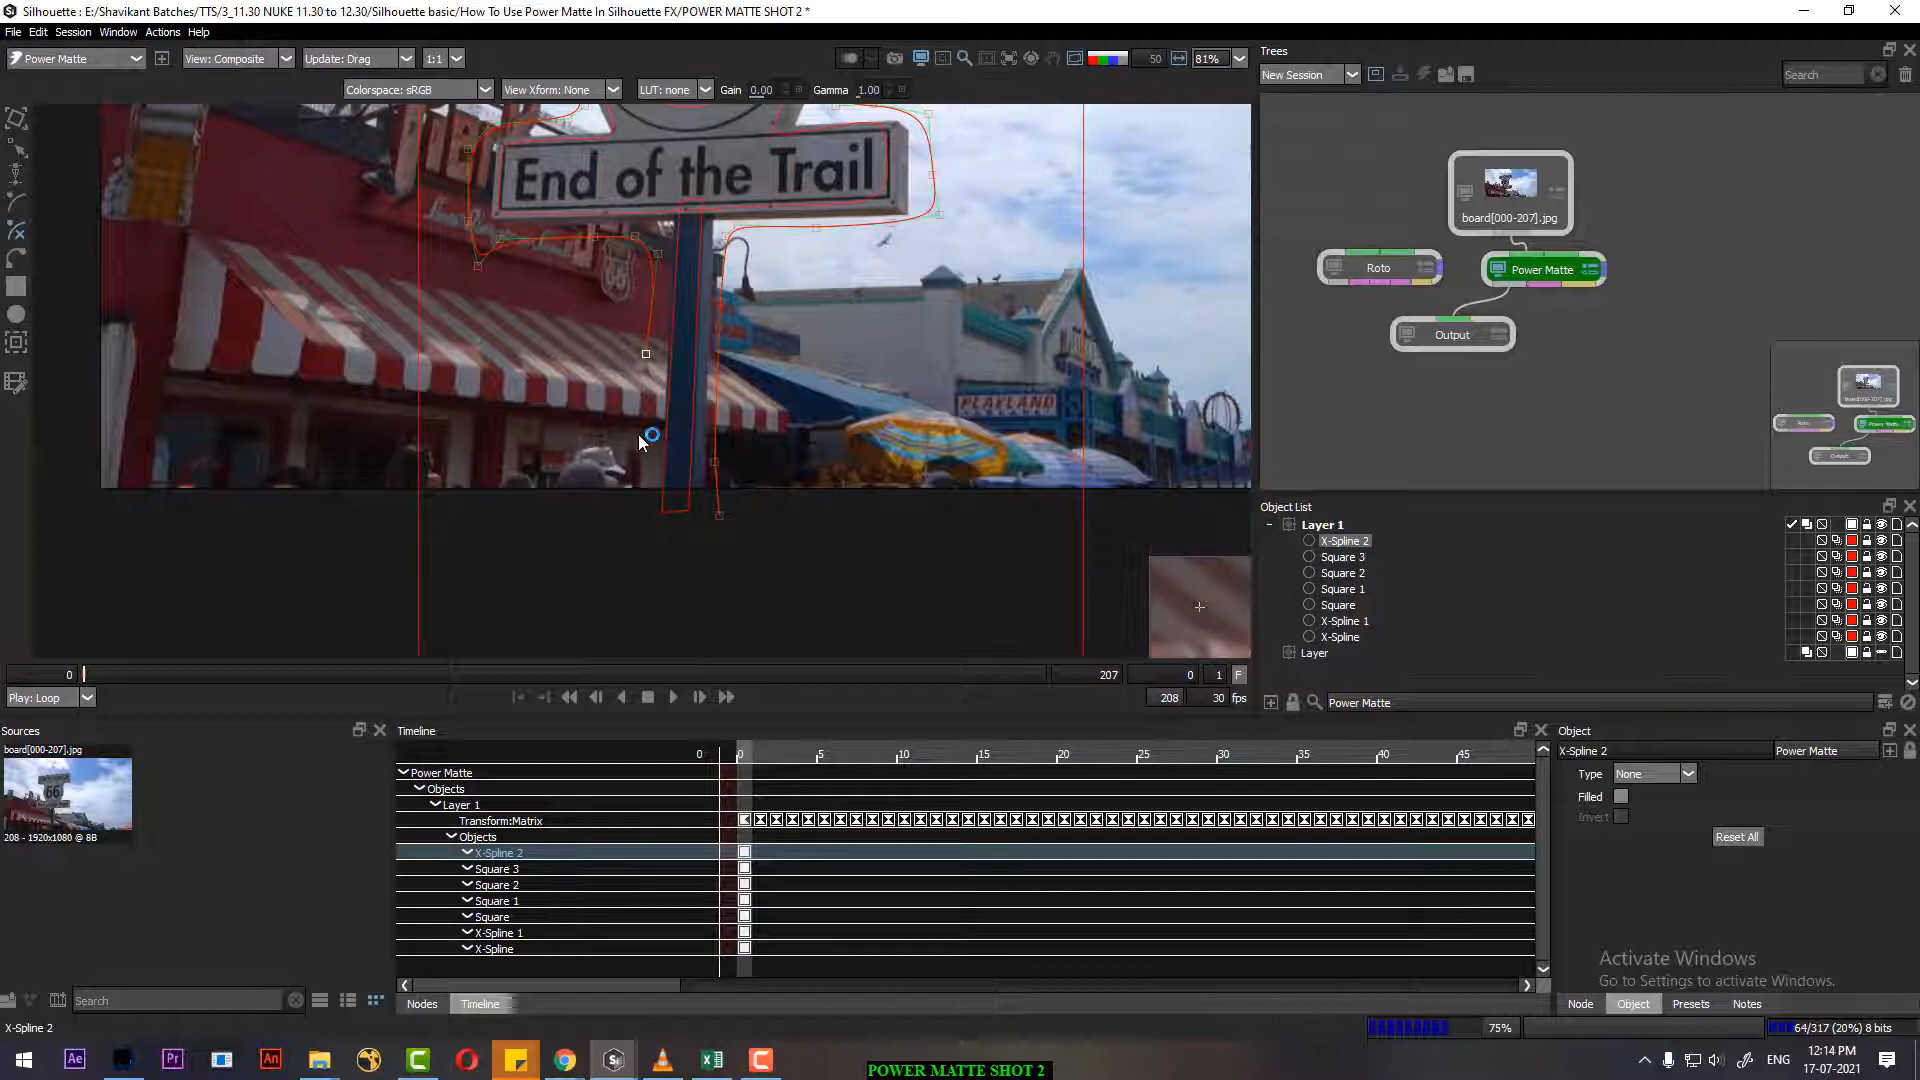 Silhouette : E:/Shavikant Batches/TTS/3_11.30 NUKE 11.30 to 12.30/Silhouette basic/How To Use Power Matte In Silhouette FX/POWER MATTE SHOT 2 *
File Edit Session Window Actions Help
Power Matte View: Composite Update: Drag 1:1 50 81%
Colorspace: sRGB View Xform: None LUT: none Gain 0.00 Gamma 1.00
End of the Trail
PLAYLAND
Trees
New Session Search
board[000-207].jpg
Roto Power Matte
Output
Object List
Layer 1
X-Spline 2
Square 3
Square 2
Square 1
Square
X-Spline 1
X-Spline
Layer
Power Matte
0 207 0 1 F
Play: Loop 208 30 fps
Sources
board[000-207].jpg
208 - 1920x1080 @ 8B
Search
X-Spline 2
Timeline
0 0 5 10 15 20 25 30 35 40 45
Power Matte
Objects
Layer 1
Transform:Matrix
Objects
X-Spline 2
Square 3
Square 2
Square 1
Square
X-Spline 1
X-Spline
Nodes Timeline
Object
X-Spline 2 Power Matte
Type None
Filled
Invert
Reset All
Activate Windows
Go to Settings to activate Windows.
Node Object Presets Notes
75% 64/317 (20%) 8 bits
Ae Pr An Si
ENG 12:14 PM
17-07-2021
POWER MATTE SHOT 2